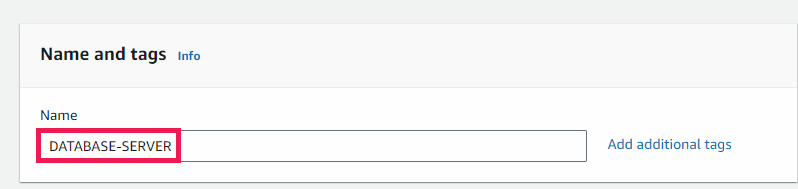 Name and tags Info
Name
DATABASE-SERVER
Add additional tags